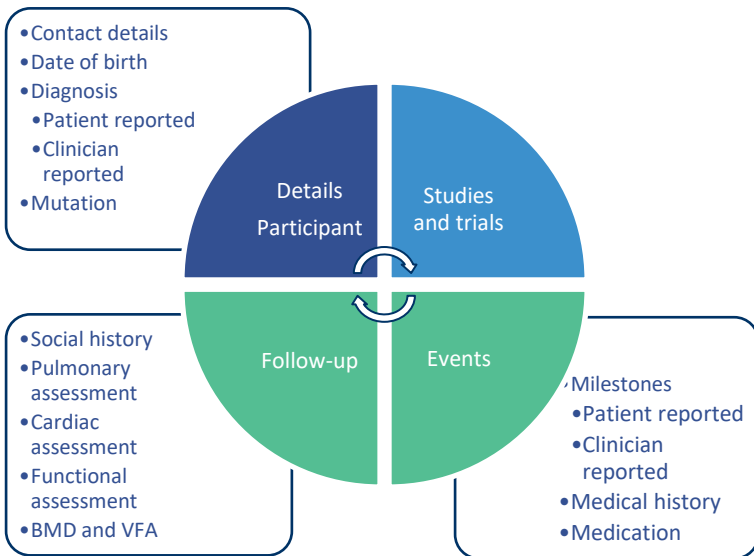 •Contact details
•Date of birth
•Diagnosis
•Patient reported
•Clinician
reported
•Mutation
Details
Participant
Studies
and trials
•Social history
•Pulmonary
assessment
•Cardiac
assessment
•Functional
assessment
•BMD and VFA
Follow-up
Events
•Milestones
•Patient reported
•Clinician
reported
•Medical history
•Medication